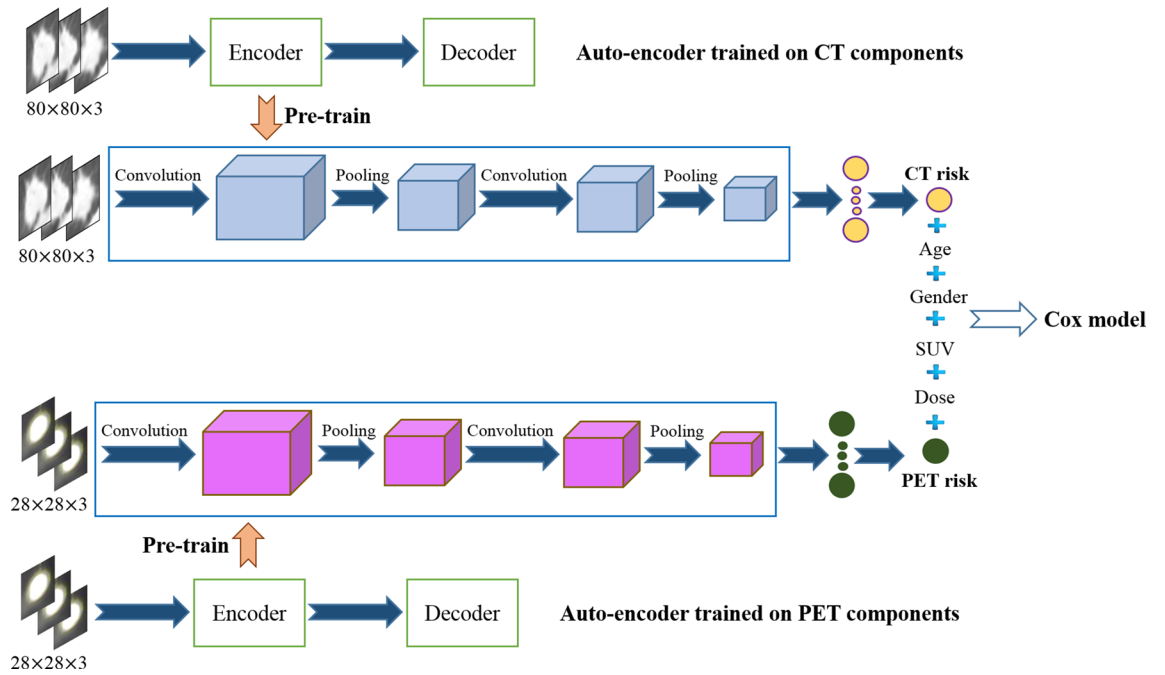 Encoder
Decoder
Auto-encoder trained on CT components
80×80×3
Pre-train
Convolution
Pooling
Convolution
Pooling
CT risk
80×80×3
Age
Gender
SUV
Dose
Cox model
Convolution
Pooling
Convolution
Pooling
PET risk
28×28×3
Pre-train
Encoder
Decoder
Auto-encoder trained on PET components
28×28×3